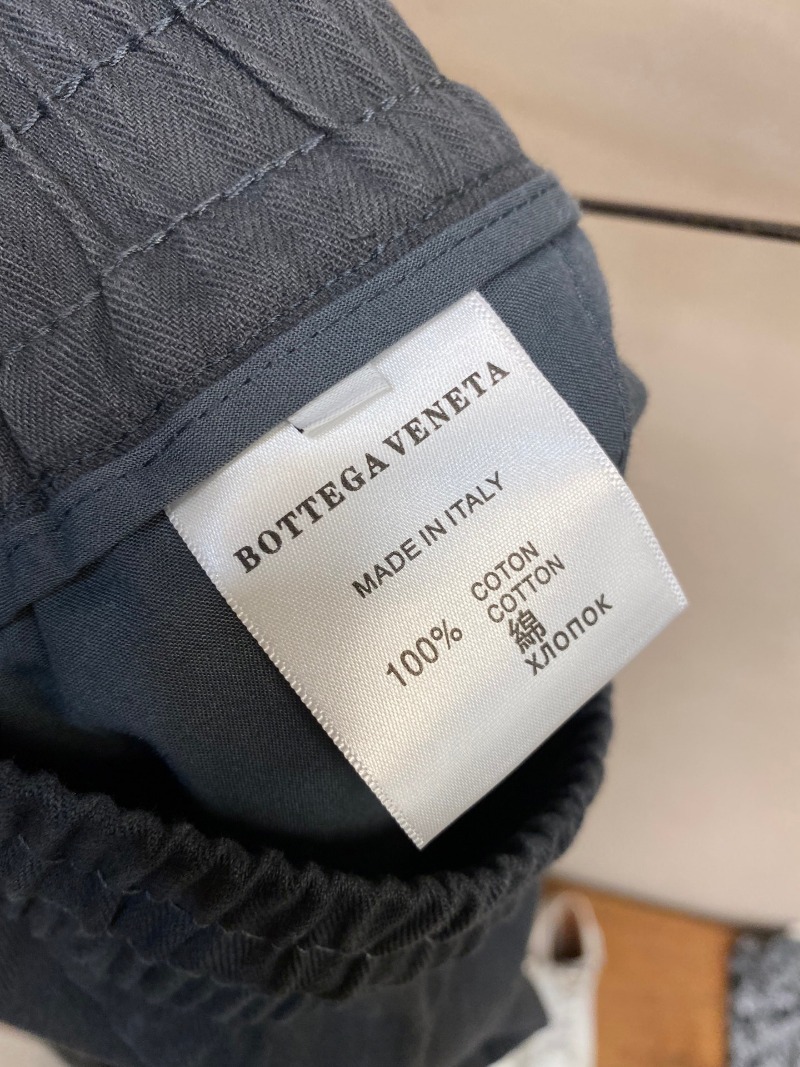 BOTTEGA VENETA
MADE IN ITALY
100% COTON
COTTON
綿
ХЛОПОК